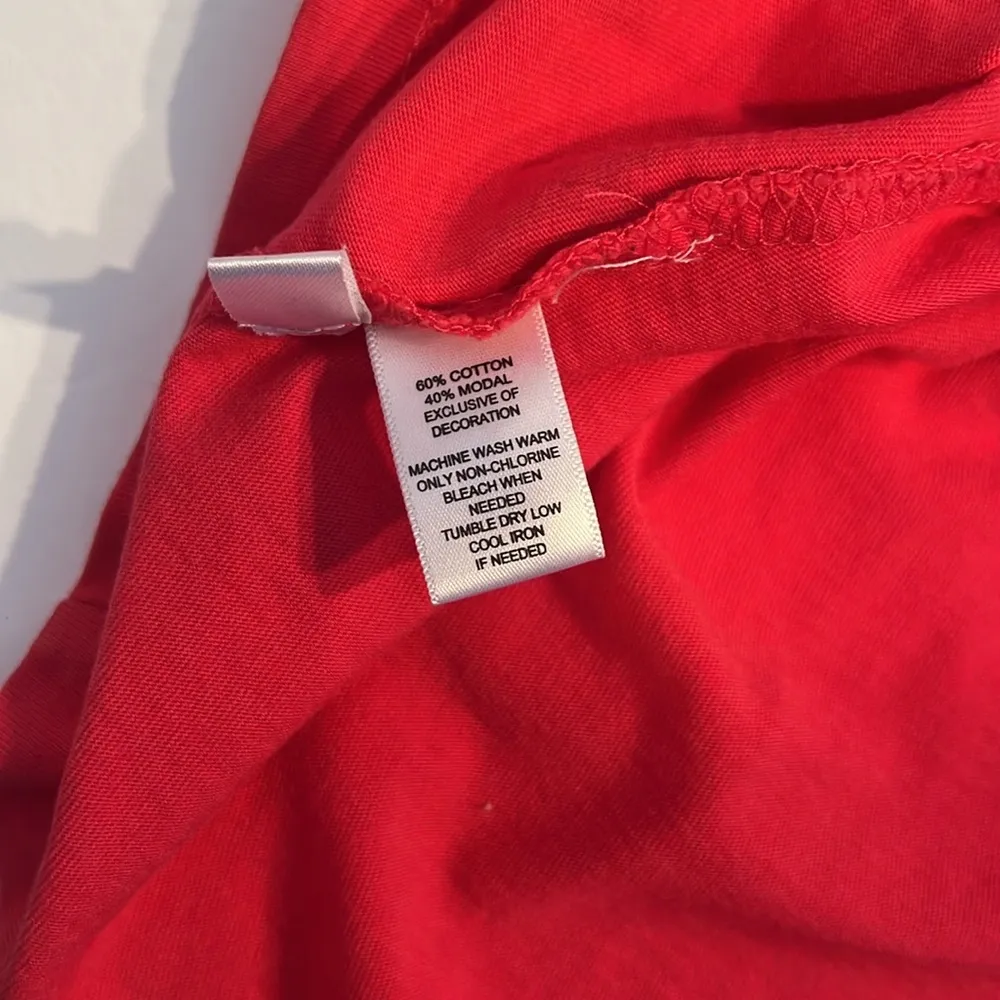 60% COTTON
40% MODAL
EXCLUSIVE OF
DECORATION
MACHINE WASH WARM
ONLY NON-CHLORINE
BLEACH WHEN
NEEDED
TUMBLE DRY LOW
COOL IRON
IF NEEDED